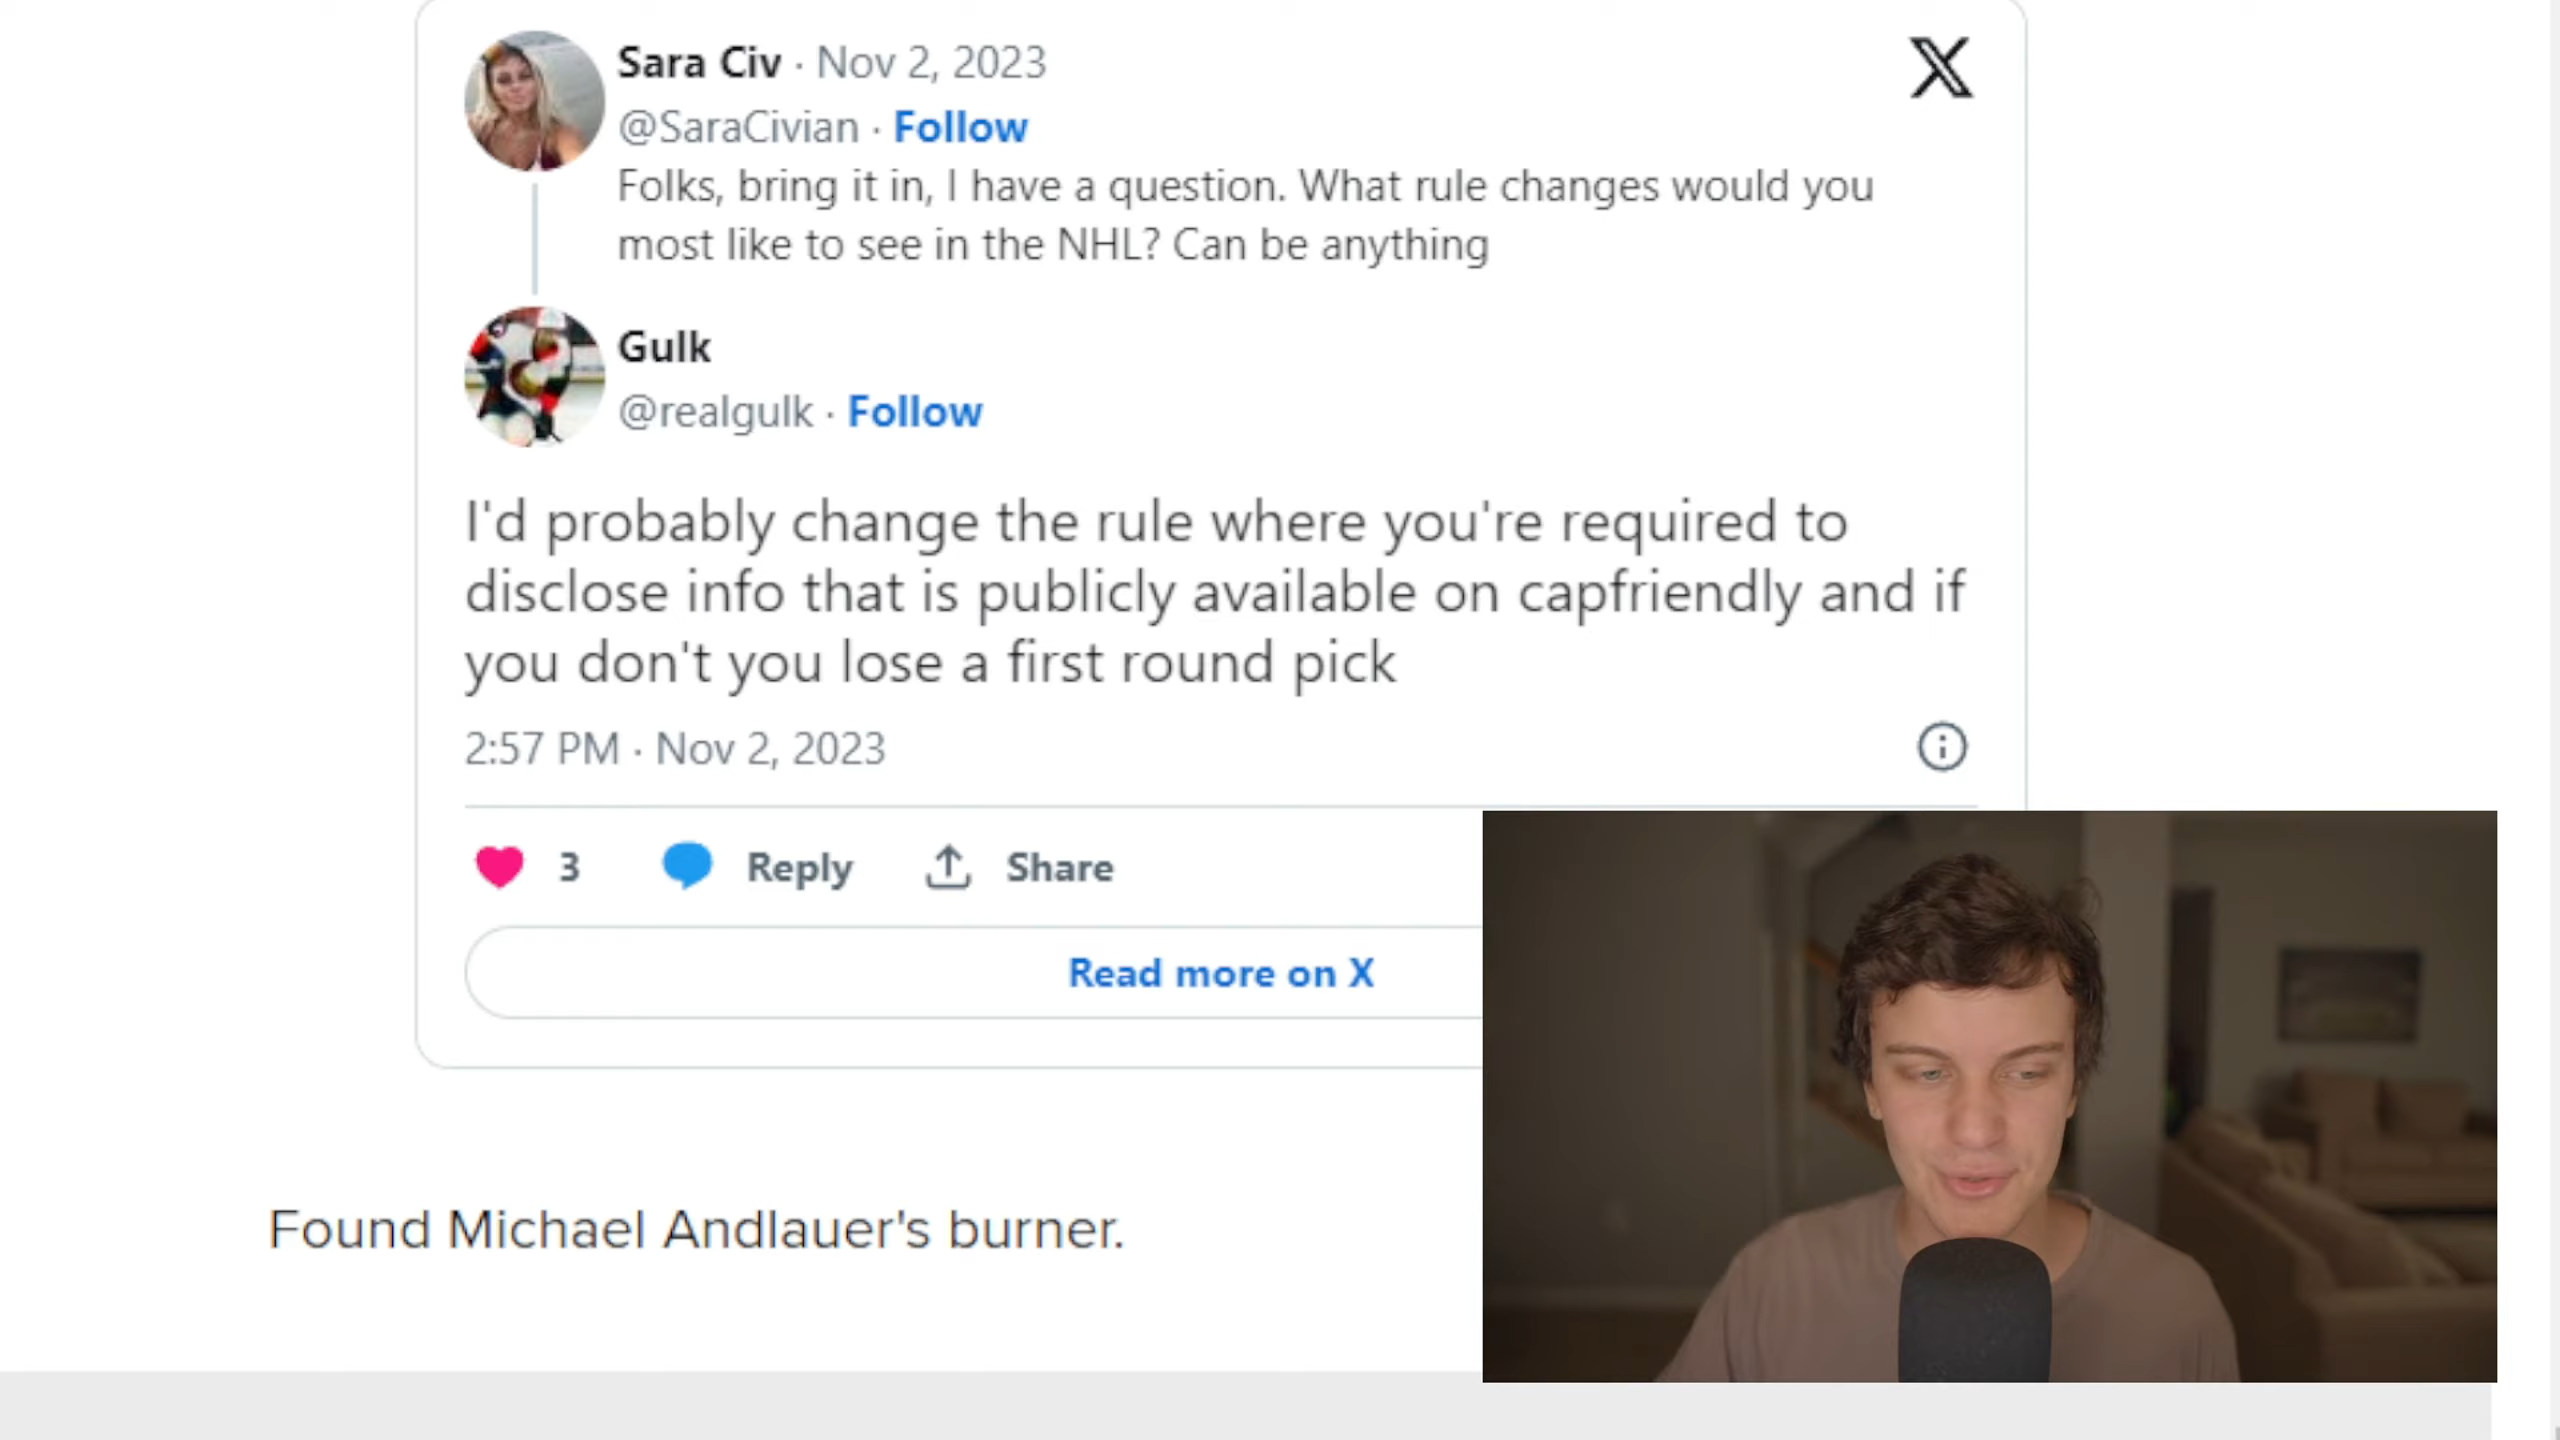 Sara Civ · Nov 2, 2023
@SaraCivian · Follow
Folks, bring it in, I have a question. What rule changes would you
most like to see in the NHL? Can be anything
Gulk
@realgulk · Follow
I'd probably change the rule where you're required to
disclose info that is publicly available on capfriendly and if
you don't you lose a first round pick
2:57 PM · Nov 2, 2023
3 Reply Share
Read more on X
Found Michael Andlauer's burner.